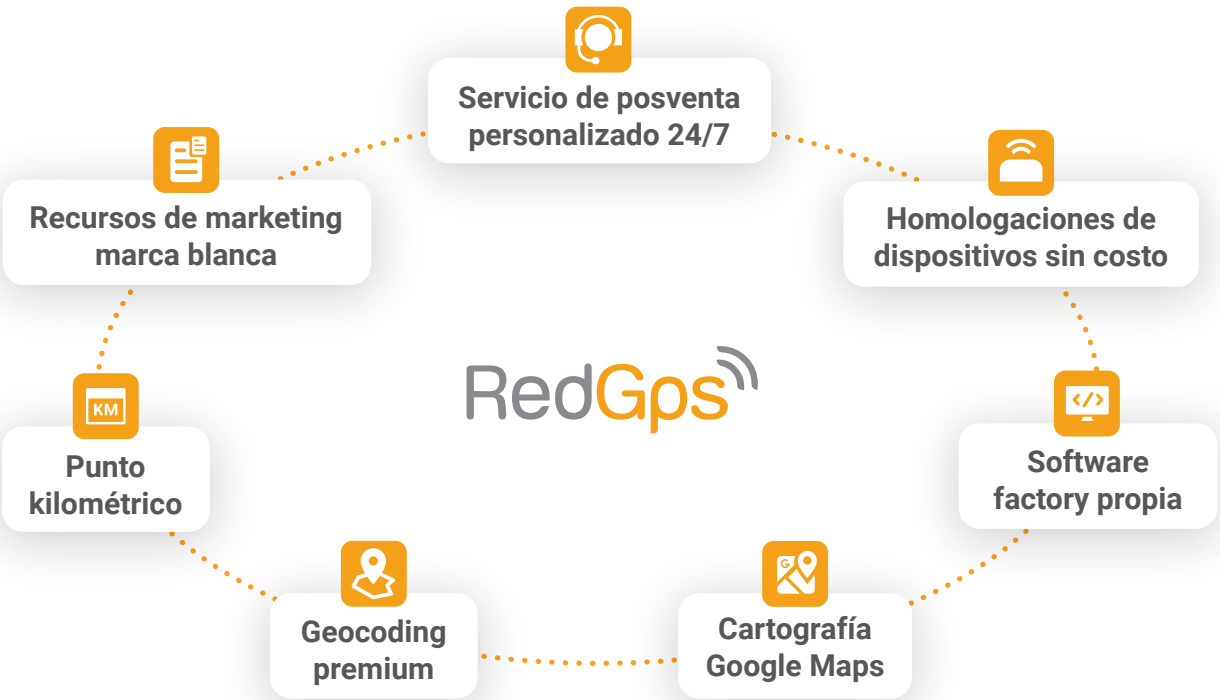 Servicio de posventa
personalizado 24/7
Recursos de marketing
marca blanca
Homologaciones de
dispositivos sin costo
RedGps
KM
Punto
kilométrico
</>
Software
factory propia
Geocoding
premium
G
Cartografía
Google Maps